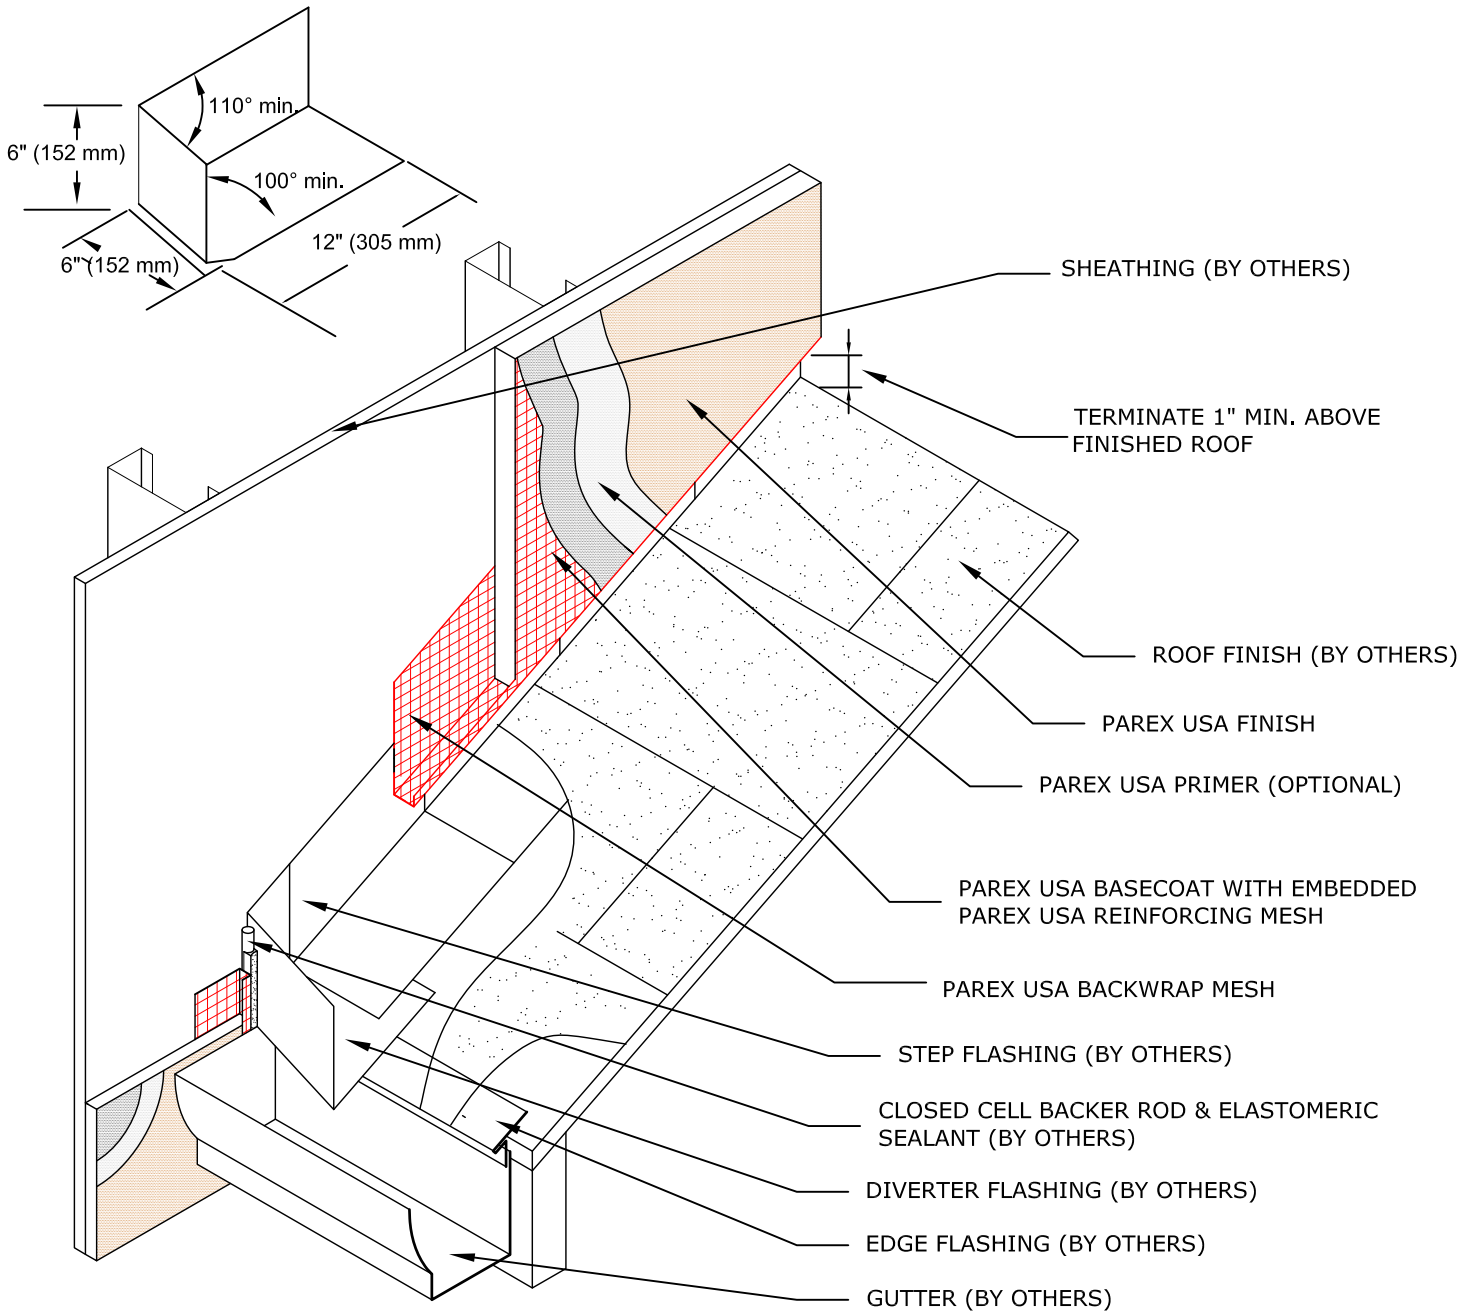 110° min.
6" (152 mm)
100° min.
12" (305 mm)
6" (152 mm)
SHEATHING (BY OTHERS)
TERMINATE 1" MIN. ABOVE
FINISHED ROOF
ROOF FINISH (BY OTHERS)
PAREX USA FINISH
PAREX USA PRIMER (OPTIONAL)
PAREX USA BASECOAT WITH EMBEDDED
PAREX USA REINFORCING MESH
PAREX USA BACKWRAP MESH
STEP FLASHING (BY OTHERS)
CLOSED CELL BACKER ROD & ELASTOMERIC
SEALANT (BY OTHERS)
DIVERTER FLASHING (BY OTHERS)
EDGE FLASHING (BY OTHERS)
GUTTER (BY OTHERS)